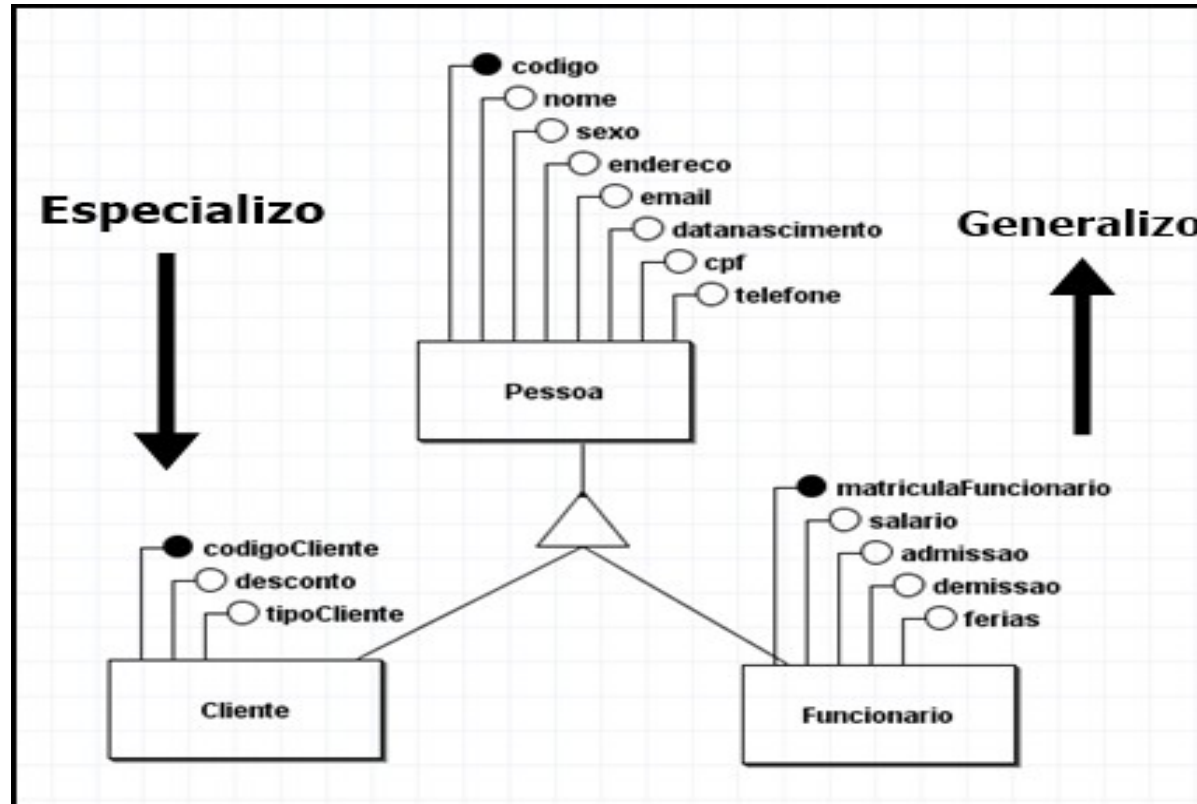 codigo
nome
sexo
endereco
email
datanascimento
cpf
telefone
Especializo
Generalizo
Pessoa
codigoCliente
desconto
tipoCliente
Cliente
matriculaFuncionario
salario
admissao
demissao
ferias
Funcionario